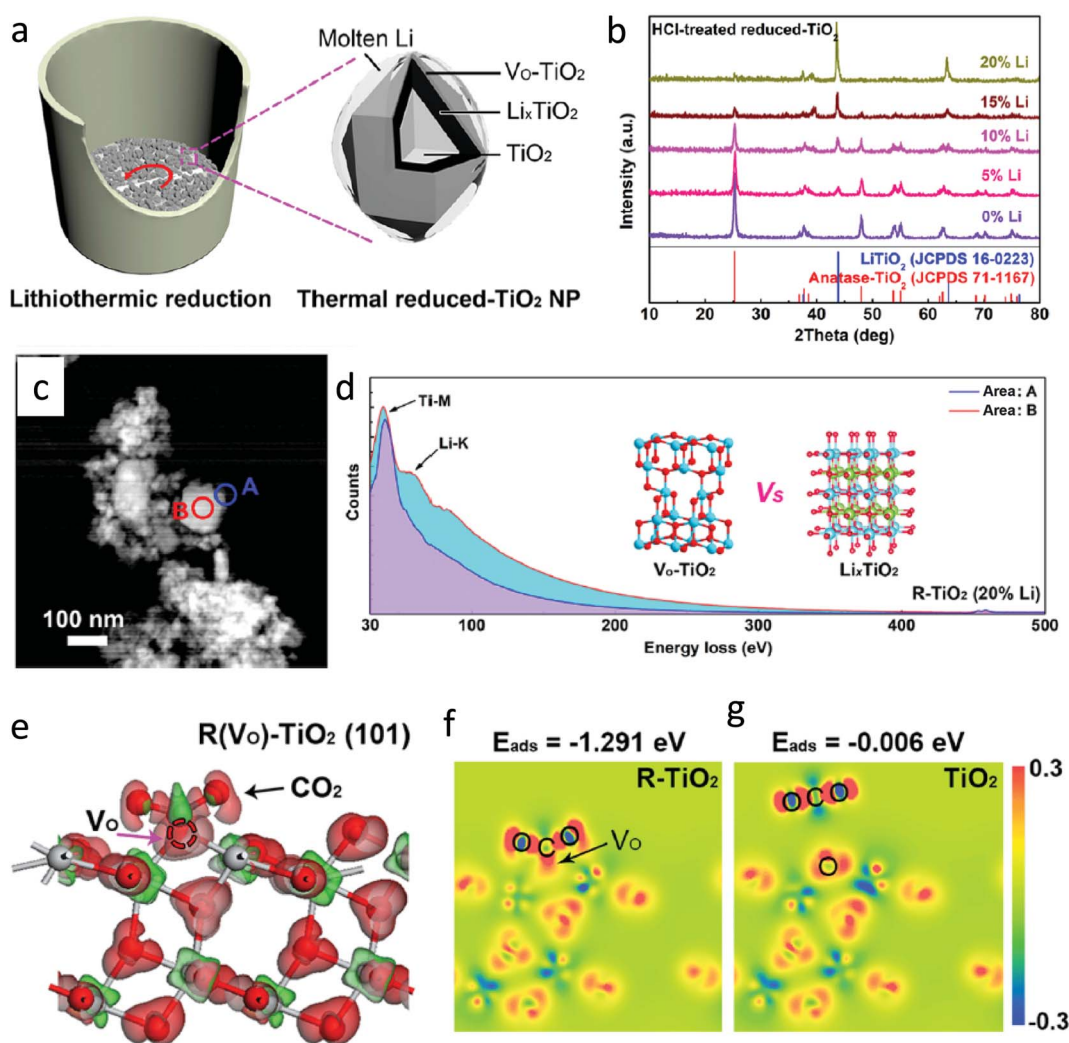 a
Molten Li
Vo-TiO₂
LiₓTiO₂
TiO₂
Lithiothermic reduction
Thermal reduced-TiO₂ NP
b
HCl-treated reduced-TiO₂
20% Li
15% Li
10% Li
5% Li
0% Li
LiTiO₂ (JCPDS 16-0223)
Anatase-TiO₂ (JCPDS 71-1167)
Intensity (a.u.)
10 20 30 40 50 60 70 80
2Theta (deg)
c
A
B
100 nm
d
Ti-M
Li-K
Area: A
Area: B
Counts
Vs
Vo-TiO₂
LiₓTiO₂
R-TiO₂ (20% Li)
30 100 200 300 400 500
Energy loss (eV)
e
R(Vo)-TiO₂ (101)
CO₂
Vo
f
Eads = -1.291 eV
R-TiO₂
O C O
Vo
g
Eads = -0.006 eV
TiO₂
O C O
O
0.3
-0.3